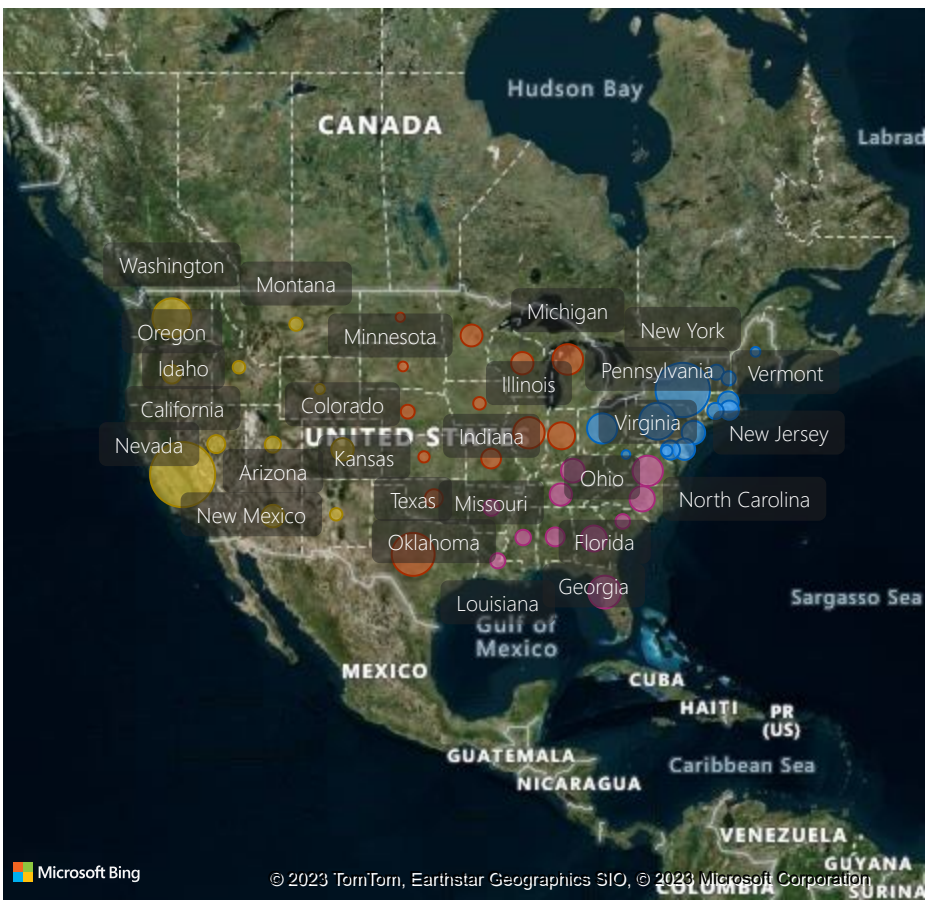 Hudson Bay
CANADA
Labrad
Washington
Montana
Michigan
Oregon
Minnesota
New York
Idaho
Illinois
Pennsylvania
Vermont
California
Colorado
Virginia
Nevada
UNITED STATES
Indiana
New Jersey
Arizona
Kansas
Ohio
Texas
Missouri
North Carolina
New Mexico
Oklahoma
Florida
Georgia
Louisiana
Sargasso Sea
Gulf of
Mexico
MEXICO
CUBA
HAITI
PR
(US)
GUATEMALA
Caribbean Sea
NICARAGUA
VENEZUELA
GUYANA
Microsoft Bing
© 2023 TomTom, Earthstar Geographics SIO, © 2023 Microsoft Corporation
COLOMBIA
SURINA